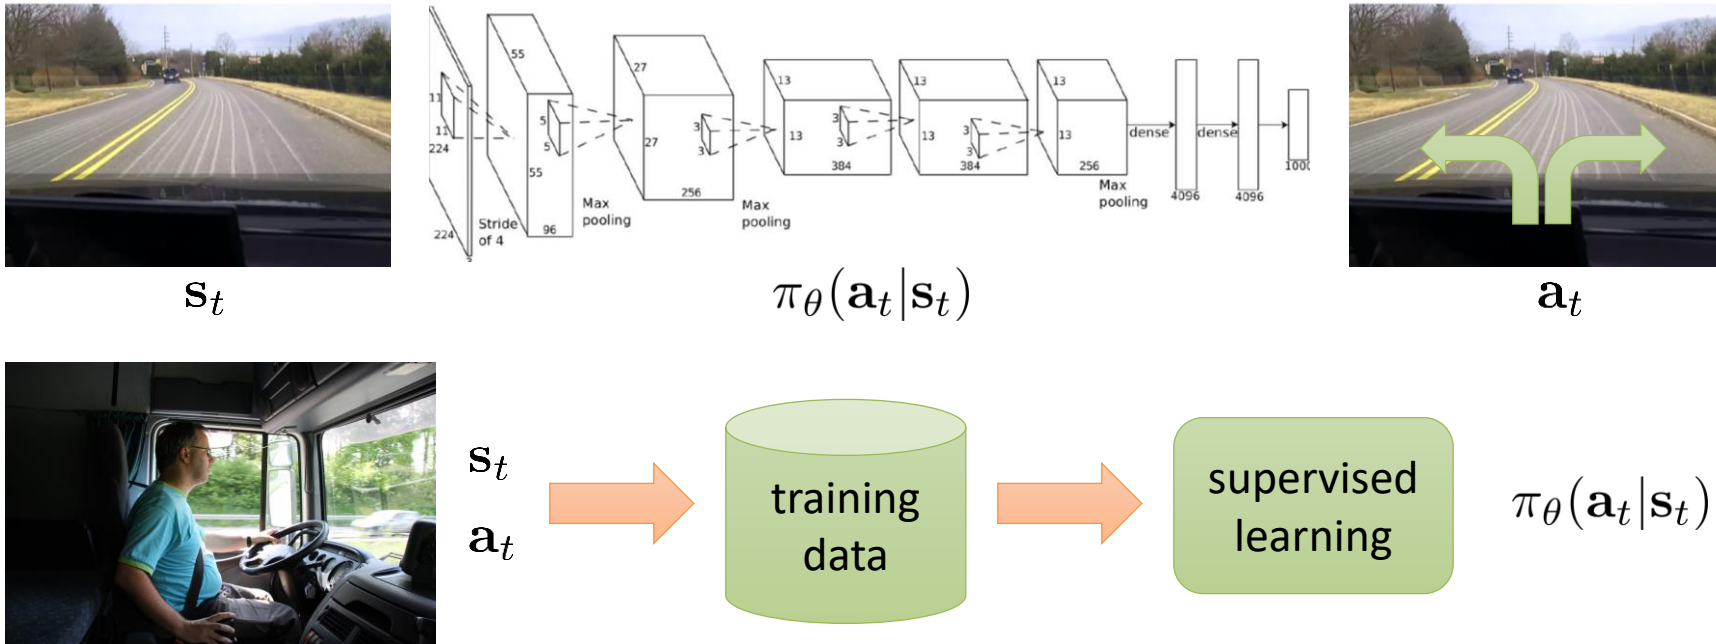 11
11
224
224
3
Stride
of 4
55
55
96
5
5
Max
pooling
27
27
256
3
3
Max
pooling
13
13
384
3
3
13
13
384
3
3
13
13
256
Max
pooling
dense
4096
dense
4096
1000
s_t
π_θ(a_t|s_t)
a_t
s_t
a_t
training
data
supervised
learning
π_θ(a_t|s_t)